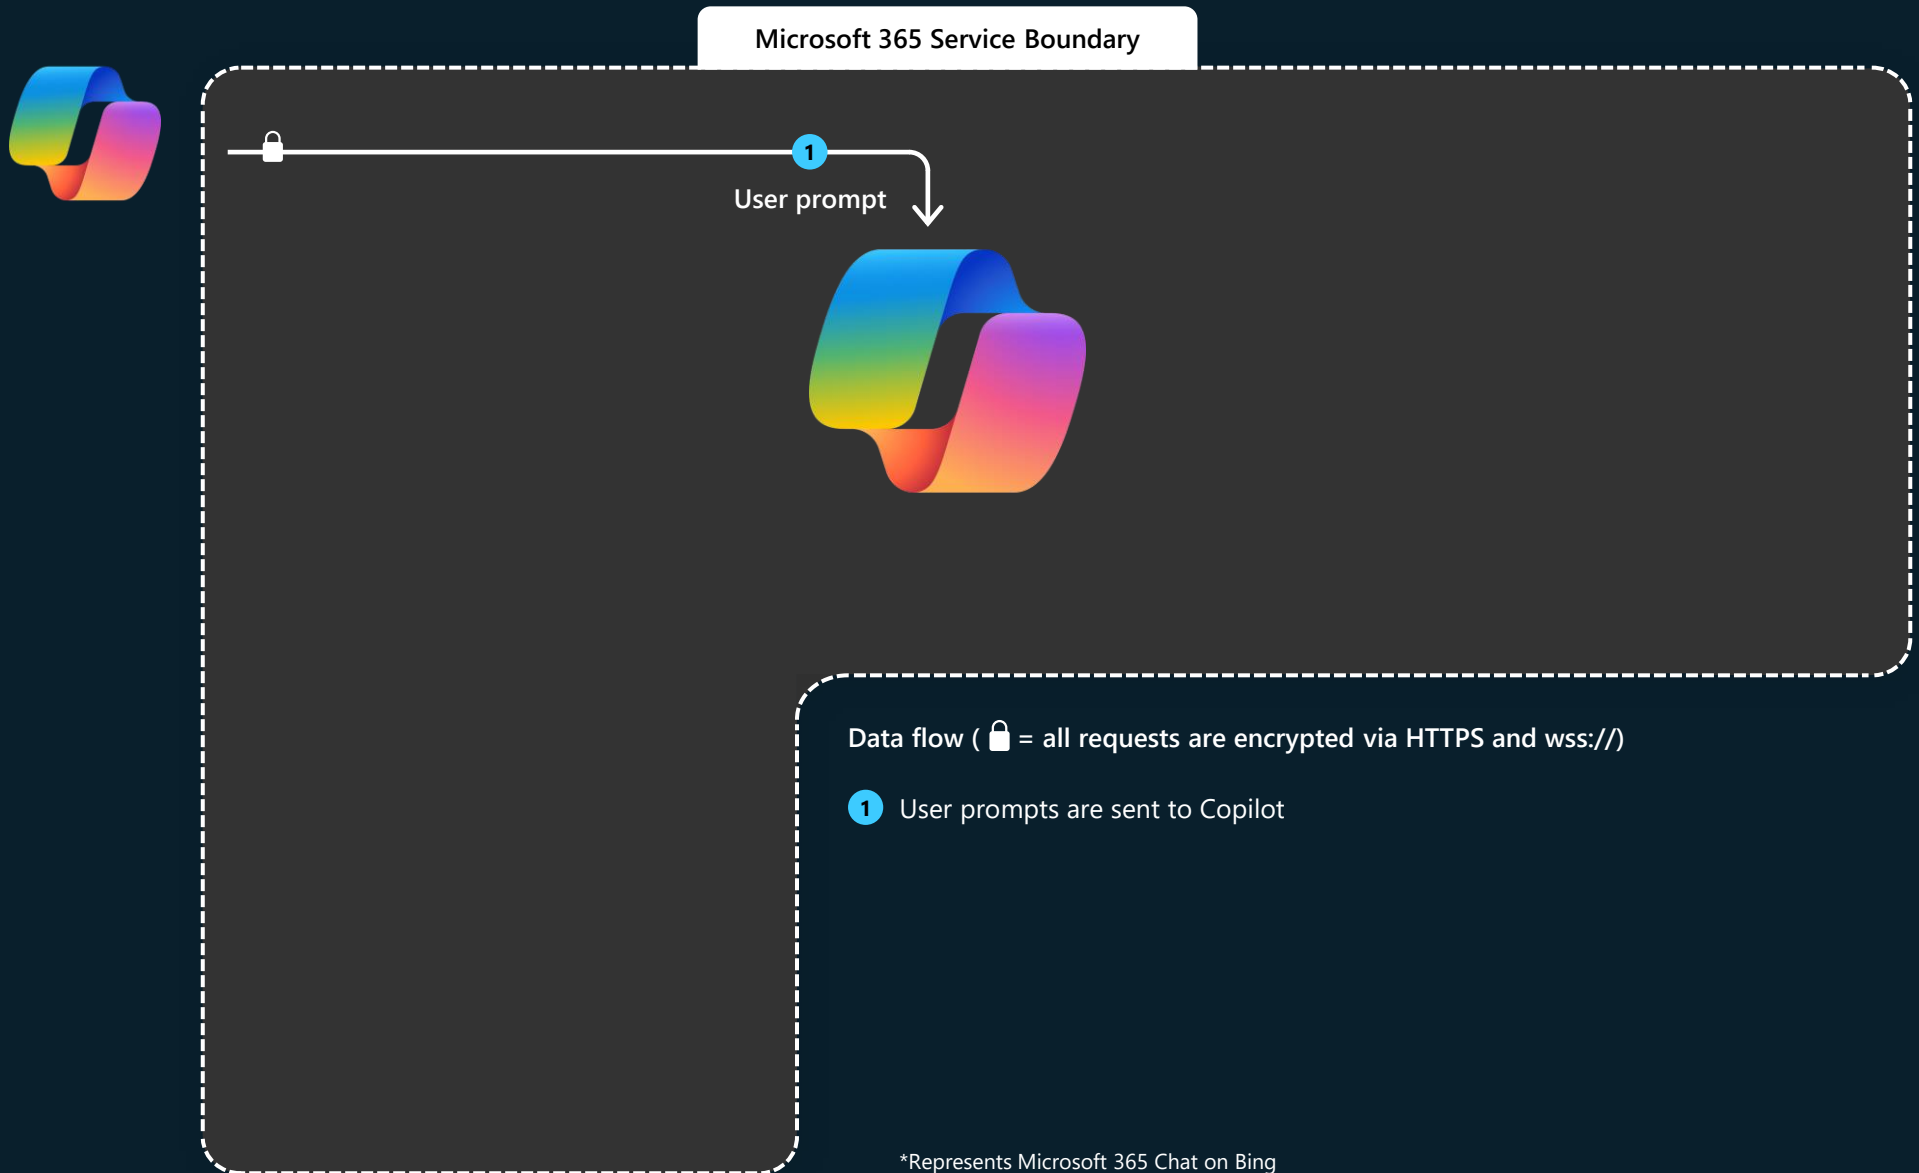 Microsoft 365 Service Boundary
1
User prompt
Data flow ( = all requests are encrypted via HTTPS and wss://)
1 User prompts are sent to Copilot
*Represents Microsoft 365 Chat on Bing